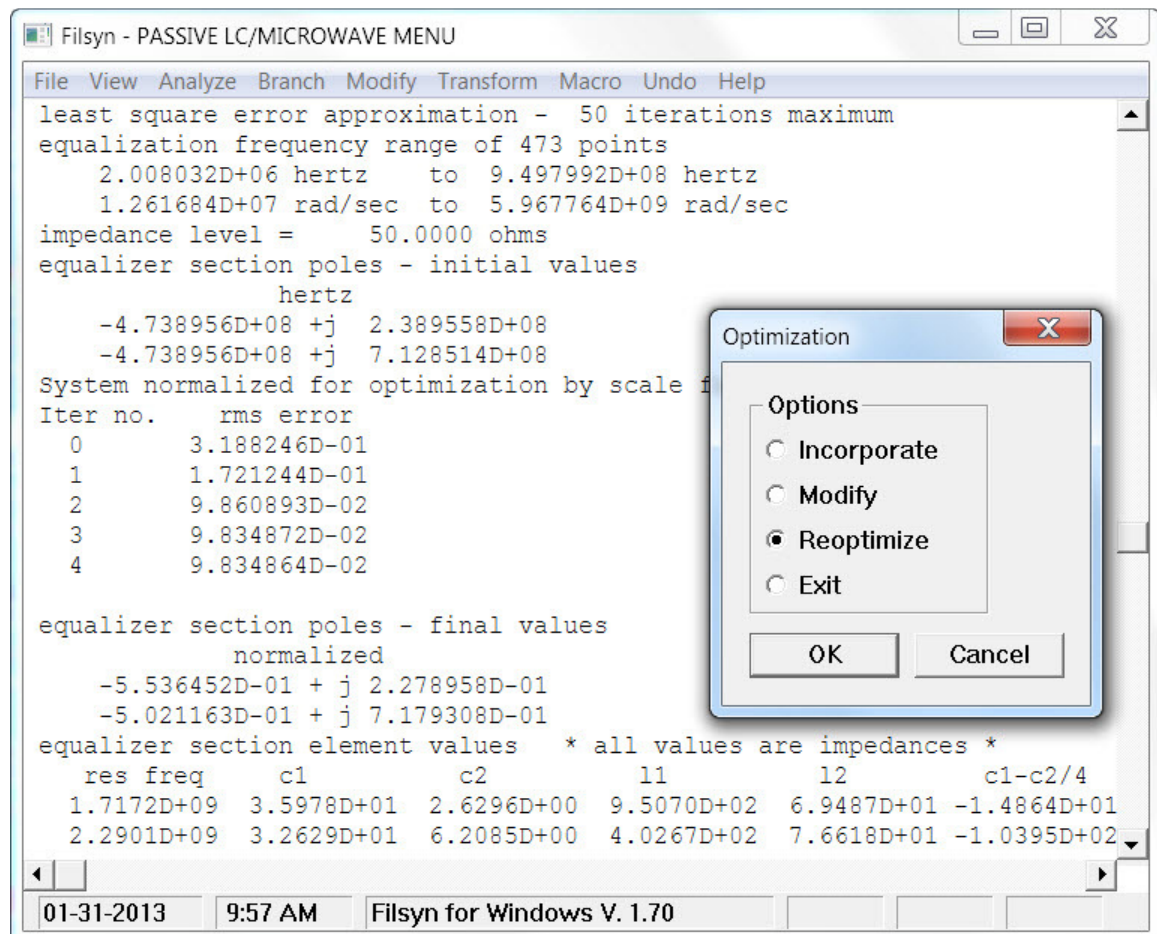 Filsyn - PASSIVE LC/MICROWAVE MENU
File View Analyze Branch Modify Transform Macro Undo Help
least square error approximation - 50 iterations maximum
equalization frequency range of 473 points
2.008032D+06 hertz to 9.497992D+08 hertz
1.261684D+07 rad/sec to 5.967764D+09 rad/sec
impedance level = 50.0000 ohms
equalizer section poles - initial values
hertz
-4.738956D+08 +j 2.389558D+08
-4.738956D+08 +j 7.128514D+08
System normalized for optimization by scale f
Iter no. rms error
0 3.188246D-01
1 1.721244D-01
2 9.860893D-02
3 9.834872D-02
4 9.834864D-02
equalizer section poles - final values
normalized
-5.536452D-01 + j 2.278958D-01
-5.021163D-01 + j 7.179308D-01
equalizer section element values * all values are impedances *
res freq c1 c2 l1 l2 c1-c2/4
1.7172D+09 3.5978D+01 2.6296D+00 9.5070D+02 6.9487D+01 -1.4864D+01
2.2901D+09 3.2629D+01 6.2085D+00 4.0267D+02 7.6618D+01 -1.0395D+02
Optimization
Options
Incorporate
Modify
Reoptimize
Exit
OK Cancel
01-31-2013 9:57 AM Filsyn for Windows V. 1.70